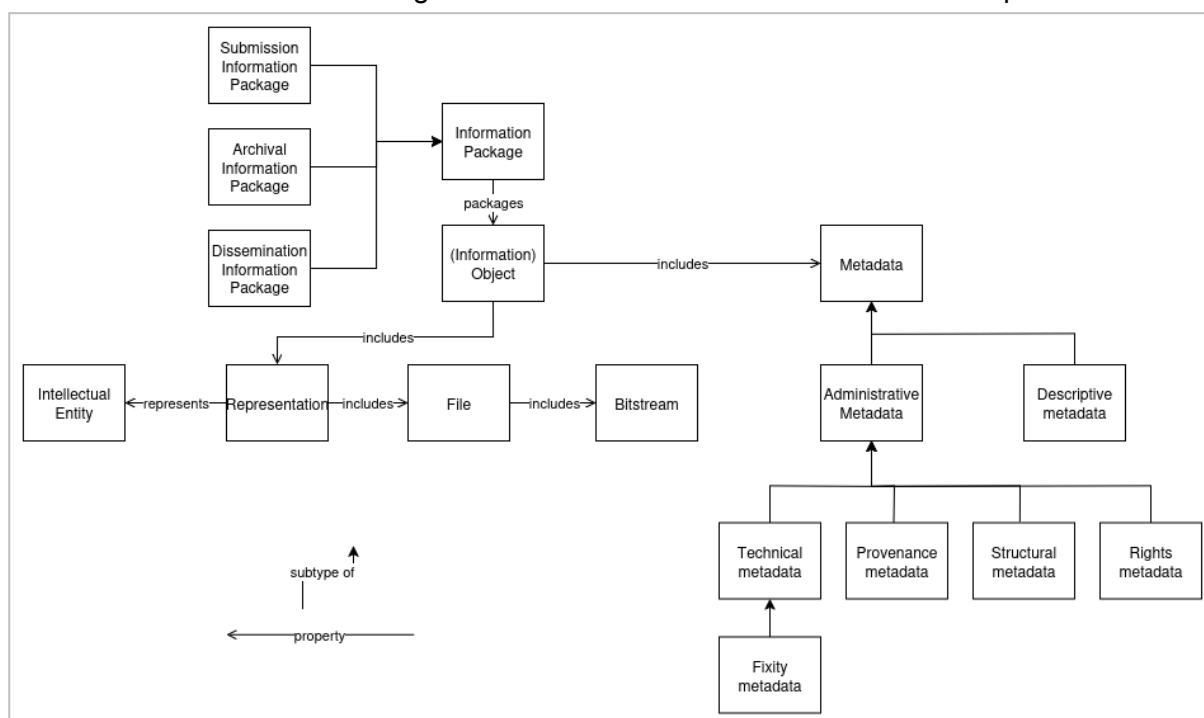 Submission
Information
Package
Archival
Information
Package
Information
Package
packages
Dissemination
Information
Package
(Information)
Object
includes
Metadata
includes
Intellectual
Entity
represents
Representation
includes
File
includes
Bitstream
Administrative
Metadata
Descriptive
metadata
Technical
metadata
Provenance
metadata
Structural
metadata
Rights
metadata
subtype of
property
Fixity
metadata